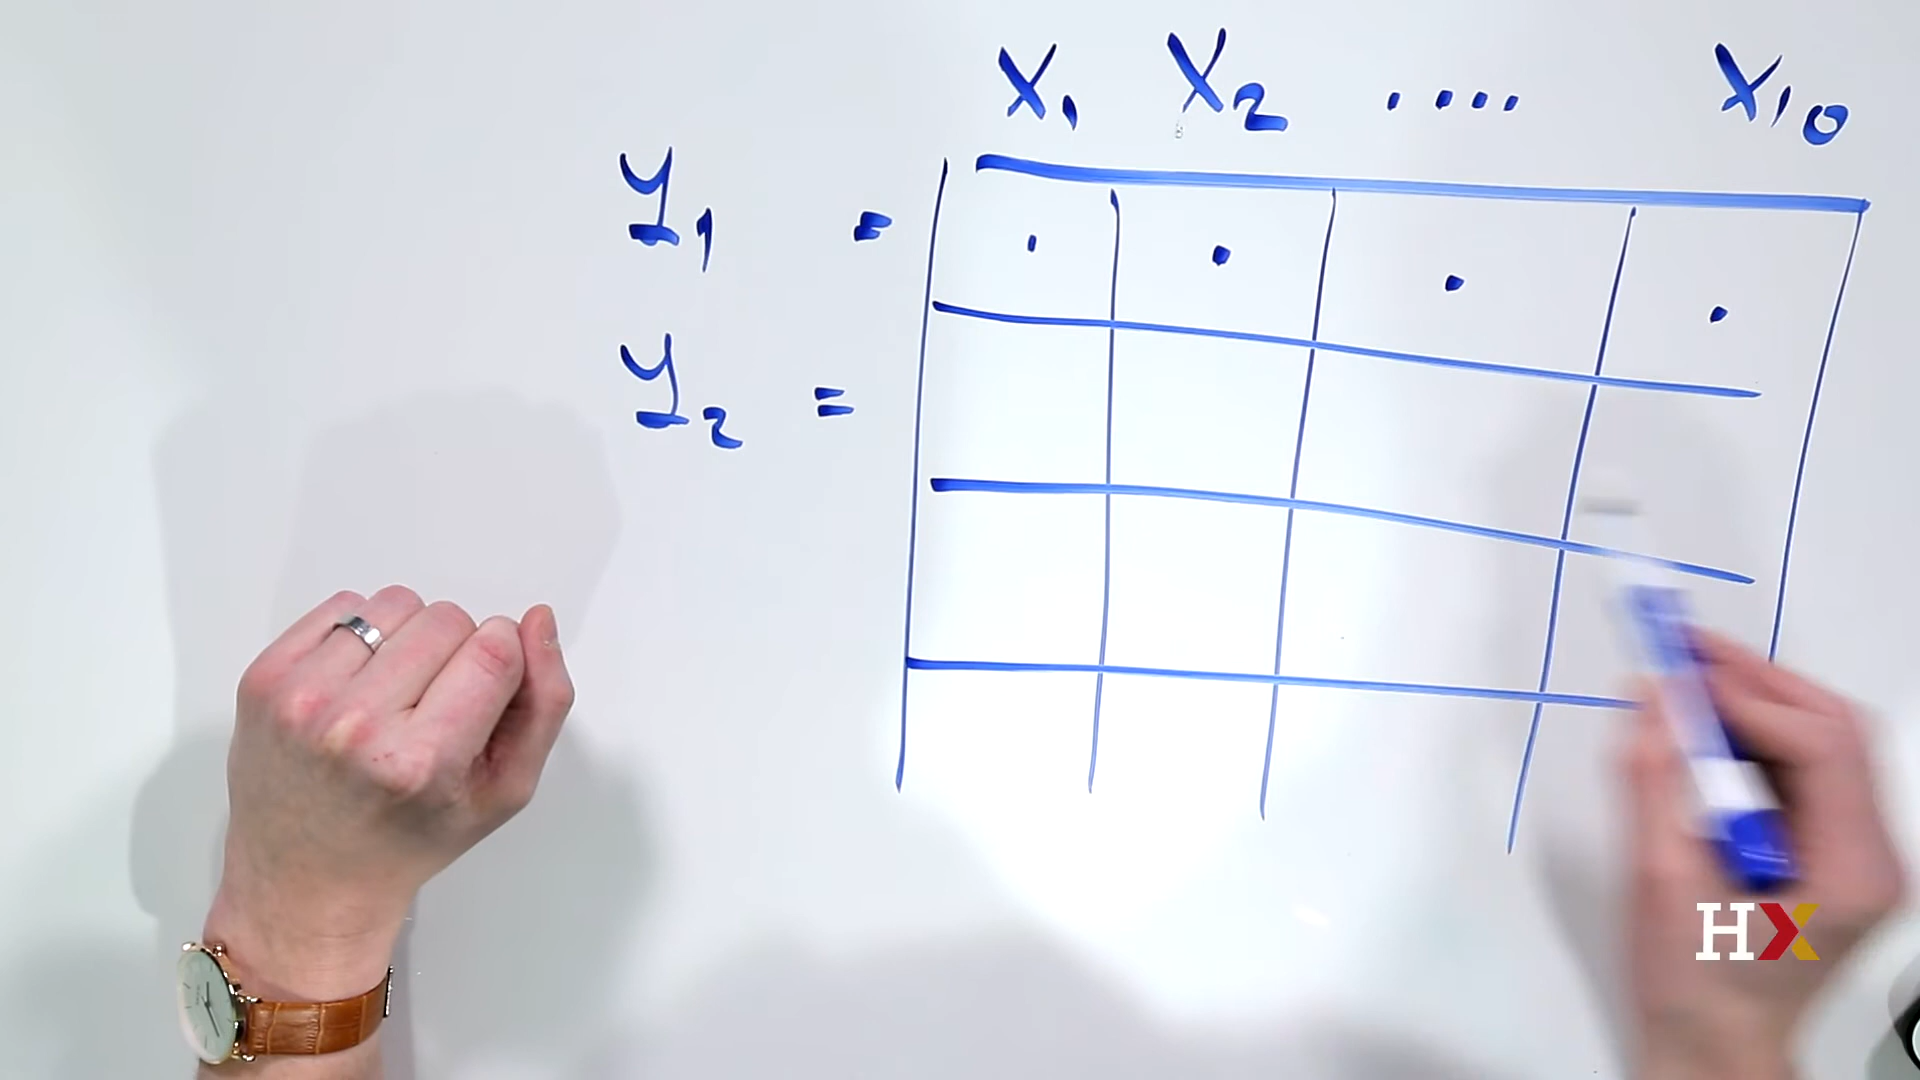 X₁ X₂ .... X₁₀
Y₁ =
Y₂ =
HX